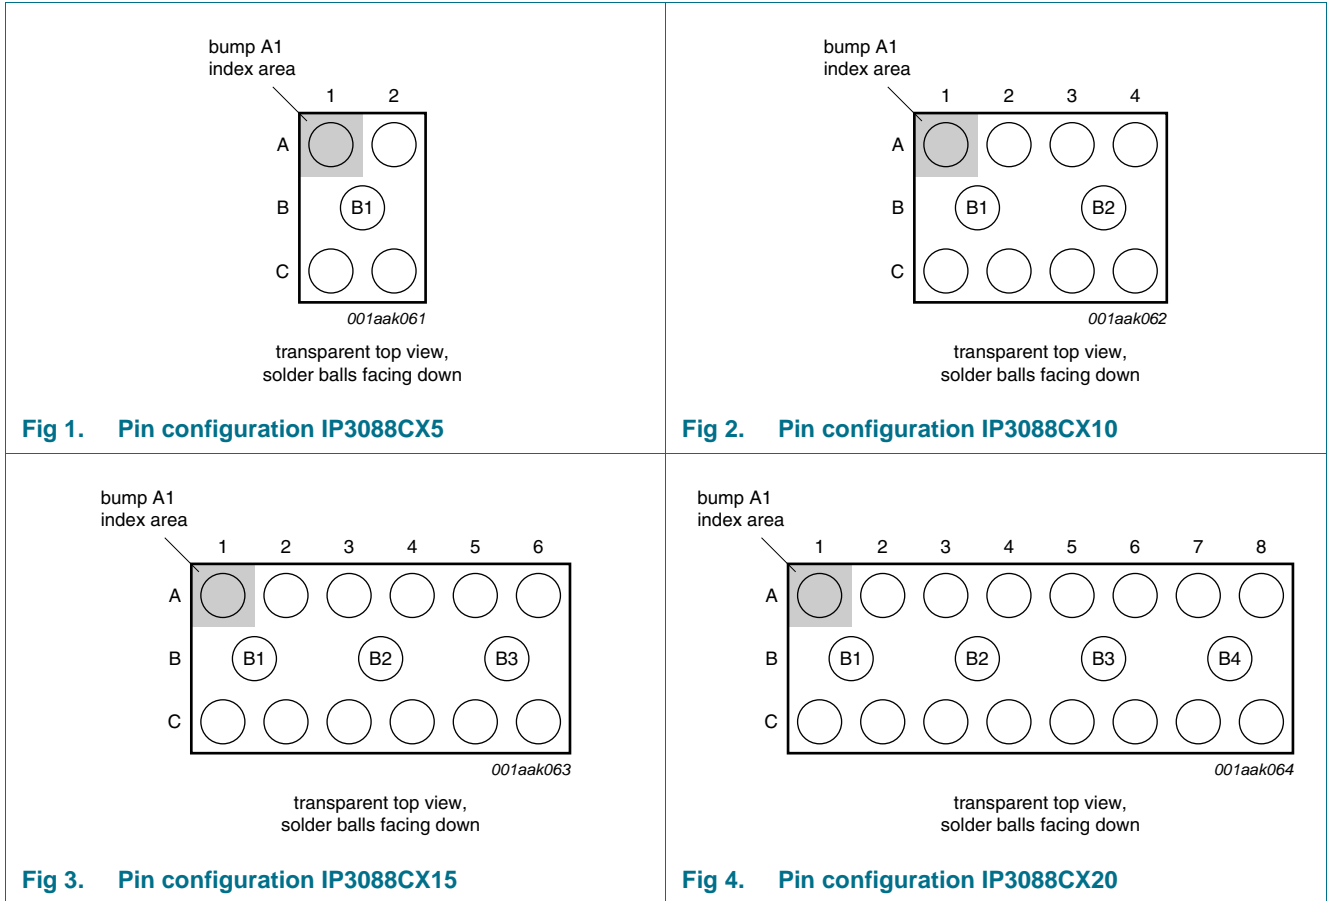 bump A1
index area
1 2
A
B B1
C
001aak061
transparent top view,
solder balls facing down
Fig 1. Pin configuration IP3088CX5
bump A1
index area
1 2 3 4
A
B B1 B2
C
001aak062
transparent top view,
solder balls facing down
Fig 2. Pin configuration IP3088CX10
bump A1
index area
1 2 3 4 5 6
A
B B1 B2 B3
C
001aak063
transparent top view,
solder balls facing down
Fig 3. Pin configuration IP3088CX15
bump A1
index area
1 2 3 4 5 6 7 8
A
B B1 B2 B3 B4
C
001aak064
transparent top view,
solder balls facing down
Fig 4. Pin configuration IP3088CX20